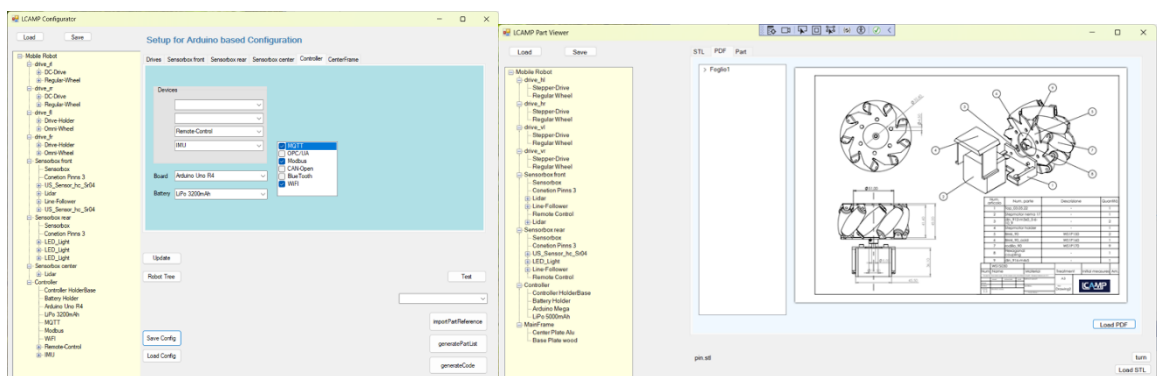 LCAMP Configurator
Load Save
Setup for Arduino based Configuration
Mobile Robot
drive_rl
DC-Drive
Regular-Wheel
drive_rr
DC-Drive
Regular-Wheel
drive_fl
Drive-Holder
Omni-Wheel
drive_fr
Drive-Holder
Omni-Wheel
Sensorbox front
Sensorbox
Conetion Pinns 3
US_Sensor_hc_Sr04
Lidar
Line-Follower
US_Sensor_hc_Sr04
Sensorbox rear
Sensorbox
Conetion Pinns 3
LED_Light
LED_Light
LED_Light
Sensorbox center
Lidar
Controller
Controller HolderBase
Battery Holder
Arduino Uno R4
LiPo 3200mAh
MQTT
Modbus
WiFi
Remote-Control
IMU
Drives Sensorbox front Sensorbox rear Sensorbox center Controller CenterFrame
Devices
Remote-Control
IMU
MQTT
OPC/UA
Modbus
CAN-Open
BlueTooth
WiFi
Board Arduino Uno R4
Battery LiPo 3200mAh
Update
Robot Tree
Test
importPartReference
Save Config
generatePartList
Load Config
generateCode
LCAMP Part Viewer
Load Save
Mobile Robot
drive_hl
Stepper-Drive
Regular Wheel
drive_hr
Stepper-Drive
Regular Wheel
drive_vl
Stepper-Drive
Regular Wheel
drive_vr
Stepper-Drive
Regular Wheel
Sensorbox front
Sensorbox
Conetion Pinns 3
Lidar
Line-Follower
Remote Control
Lidar
Sensorbox rear
Sensorbox
Conetion Pinns 3
US_Sensor_hc_Sr04
LED_Light
Line-Follower
Remote Control
Controller
Controller HolderBase
Battery Holder
Arduino Mega
LiPo 5000mAh
MainFrame
Center Plate Alu
Base Plate wood
STL PDF Part
Foglio1
LCAMP
Load PDF
pin.stl
turn
Load STL